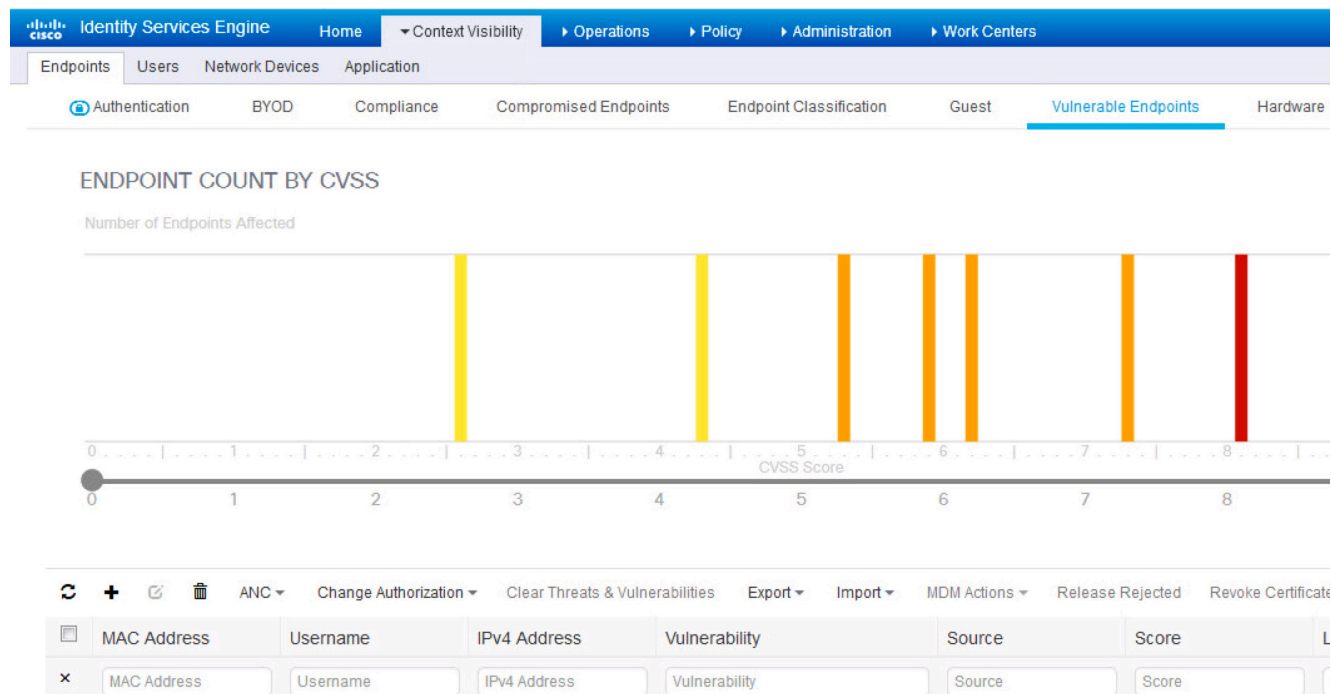 cisco Identity Services Engine Home Context Visibility Operations Policy Administration Work Centers
Endpoints Users Network Devices Application
Authentication BYOD Compliance Compromised Endpoints Endpoint Classification Guest Vulnerable Endpoints Hardware
ENDPOINT COUNT BY CVSS
Number of Endpoints Affected
0 1 2 3 4 5 6 7 8
CVSS Score
0 1 2 3 4 5 6 7 8
ANC Change Authorization Clear Threats & Vulnerabilities Export Import MDM Actions Release Rejected Revoke Certificate
MAC Address Username IPv4 Address Vulnerability Source Score L
× MAC Address Username IPv4 Address Vulnerability Source Score